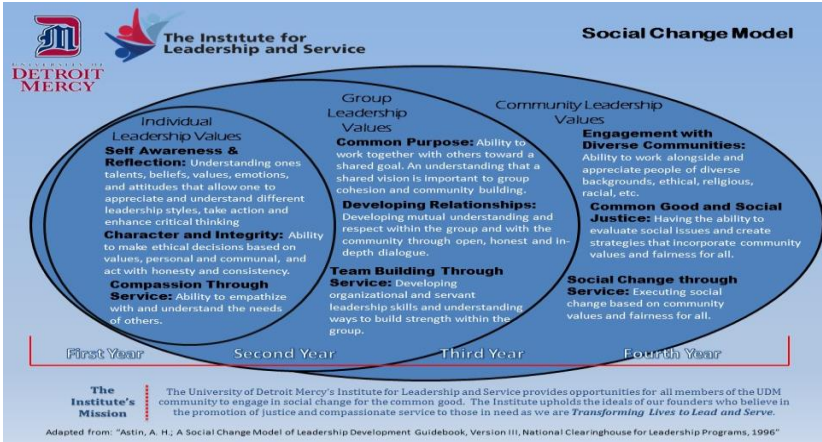 UNIVERSITY OF
DETROIT
MERCY
The Institute for
Leadership and Service
Social Change Model
Individual
Leadership Values
Self Awareness &
Reflection: Understanding ones
talents, beliefs, values, emotions,
and attitudes that allow one to
appreciate and understand different
leadership styles, take action and
enhance critical thinking
Character and Integrity: Ability
to make ethical decisions based on
values, personal and communal, and
act with honesty and consistency.
Compassion Through
Service: Ability to empathize
with and understand the needs
of others.
Group
Leadership
Values
Common Purpose: Ability to
work together with others toward a
shared goal. An understanding that a
shared vision is important to group
cohesion and community building.
Developing Relationships:
Developing mutual understanding and
respect within the group and with
the community through open, honest and in-
depth dialogue.
Team Building Through
Service: Developing
organizational and servant
leadership skills and understanding
ways to build strength within the
group.
Community Leadership
Values
Engagement with
Diverse Communities:
Ability to work alongside and
appreciate people of diverse
backgrounds, ethical, religious,
racial, etc.
Common Good and Social
Justice: Having the ability to
evaluate social issues and create
strategies that incorporate community
values and fairness for all.
Social Change through
Service: Executing social
change based on community
values and fairness for all.
First Year
Second Year
Third Year
Fourth Year
The
Institute's
Mission
The University of Detroit Mercy's Institute for Leadership and Service provides opportunities for all members of the UDM
community to engage in social change for the common good. The Institute upholds the ideals of our founders who believe in
the promotion of justice and compassionate service to those in need as we are Transforming Lives to Lead and Serve.
Adapted from: "Astin, A. H.; A Social Change Model of Leadership Development Guidebook, Version III, National Clearinghouse for Leadership Programs, 1996"